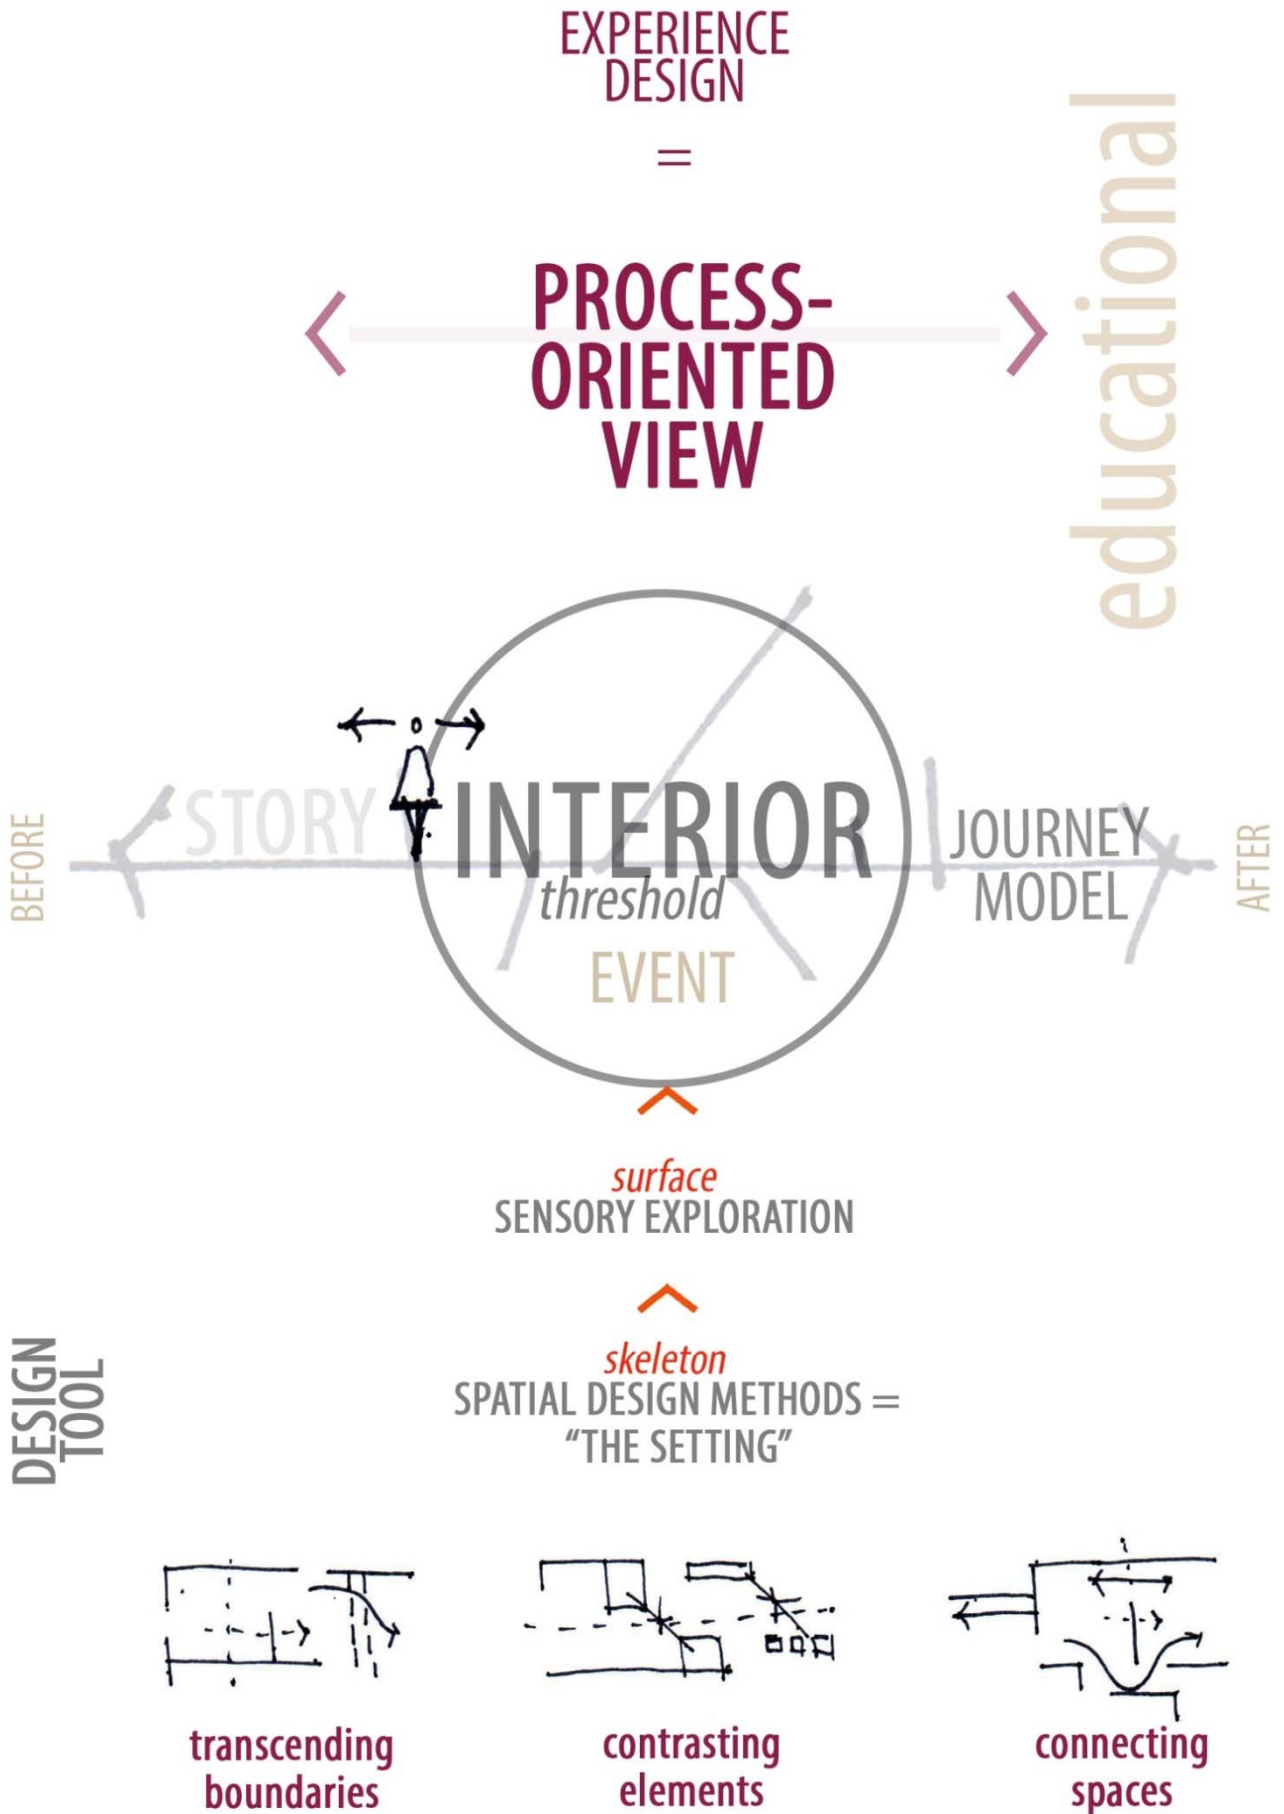 EXPERIENCE
DESIGN
=
PROCESS-
ORIENTED
VIEW
educational
BEFORE
STORY
INTERIOR
threshold
EVENT
JOURNEY
MODEL
AFTER
surface
SENSORY EXPLORATION
skeleton
SPATIAL DESIGN METHODS =
“THE SETTING”
DESIGN
TOOL
transcending
boundaries
contrasting
elements
connecting
spaces